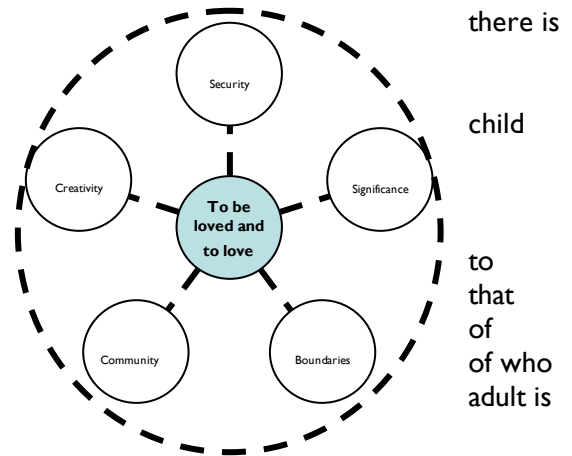 there is
Security
child
Creativity
Significance
To be
loved and
to love
to
that
of
of who
adult is
Community
Boundaries